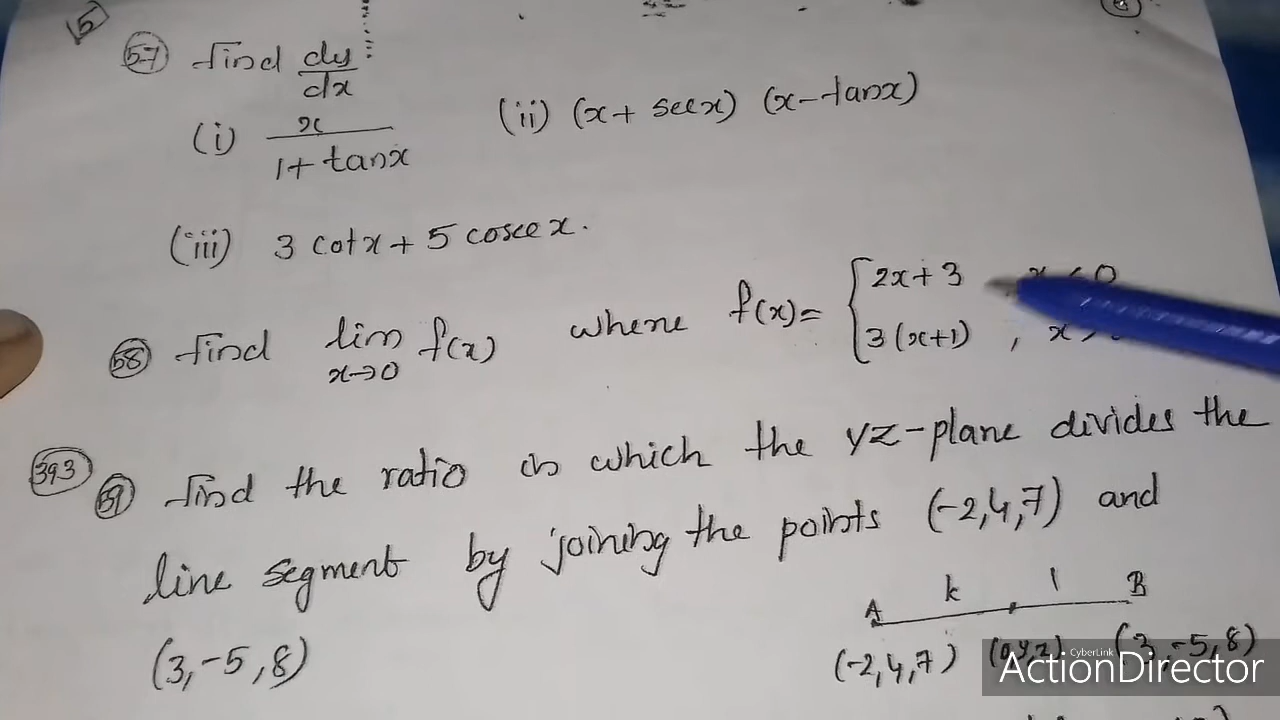 5
57 find dy/dx
(i) x/(1+tanx) (ii) (x+ secx) (x-tanx)
(iii) 3 cotx + 5 cosec x.
58 find lim x→0 f(x) where f(x)= { 2x+3 , x < 0
3(x+1) , x >
393 59 find the ratio in which the yz-plane divides the
line segment by joining the points (-2,4,7) and
(3,-5,8)
A k 1 B
(-2,4,7) (0,y,z) (3,-5,8)
CyberLink
ActionDirector